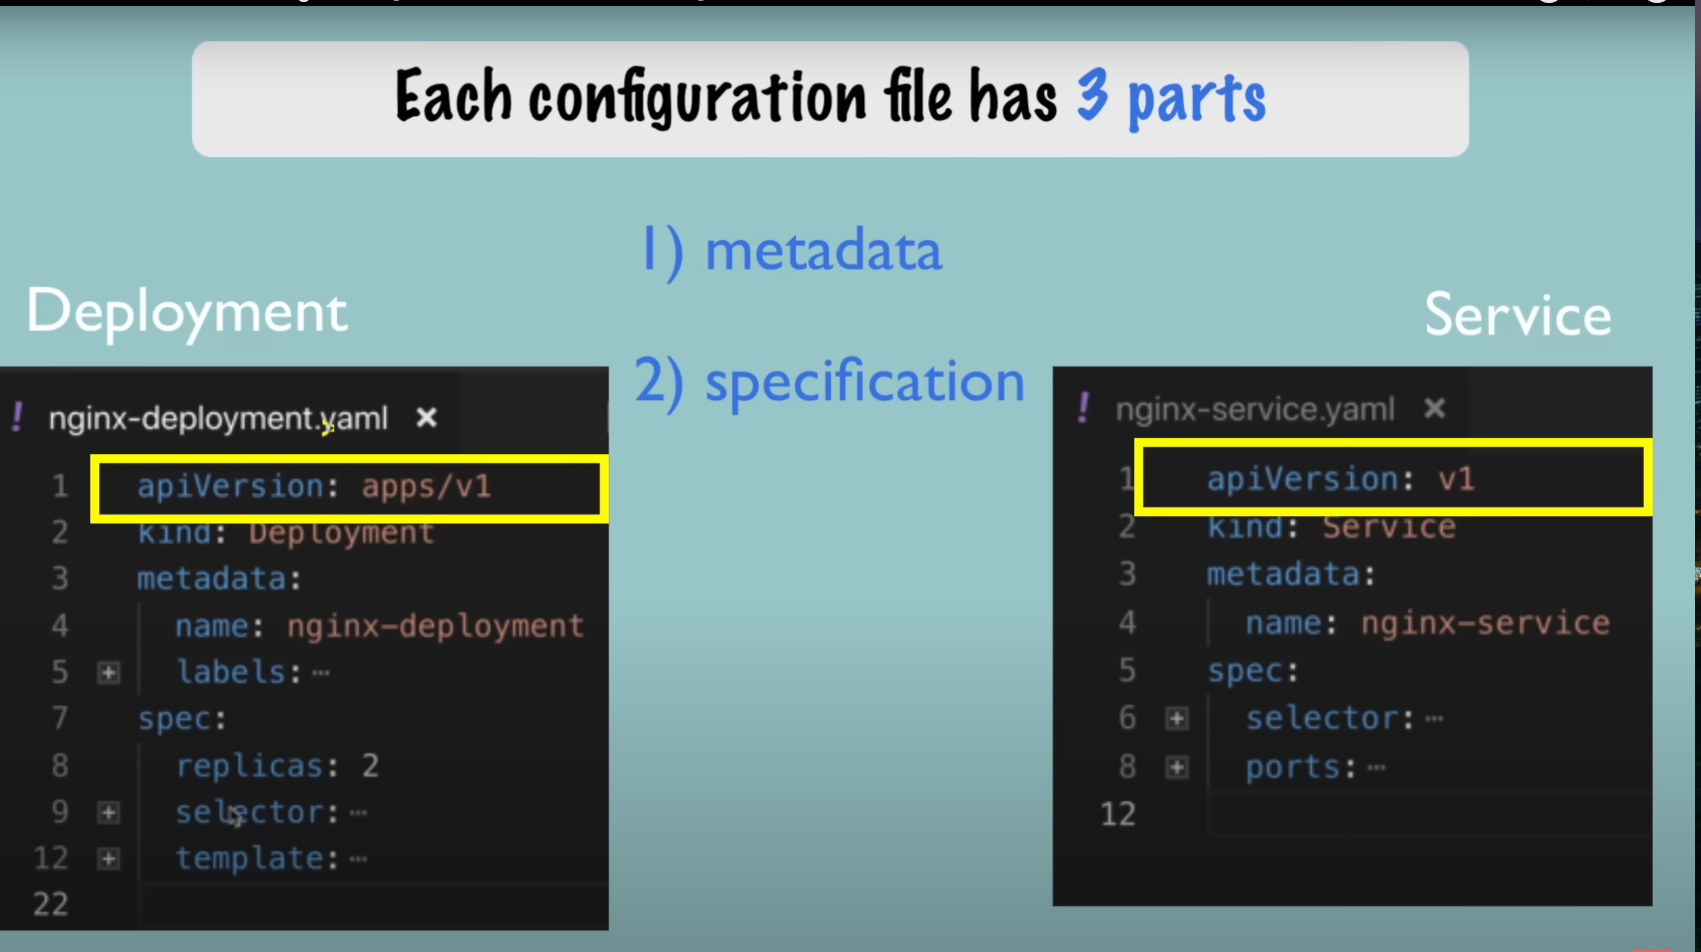 Each configuration file has 3 parts
1) metadata
2) specification
Deployment
nginx-deployment.yaml ×
1 apiVersion: apps/v1
2 kind: Deployment
3 metadata:
4 name: nginx-deployment
5 labels:…
7 spec:
8 replicas: 2
9 selector:…
12 template:…
22
Service
nginx-service.yaml ×
1 apiVersion: v1
2 kind: Service
3 metadata:
4 name: nginx-service
5 spec:
6 selector:…
8 ports:…
12